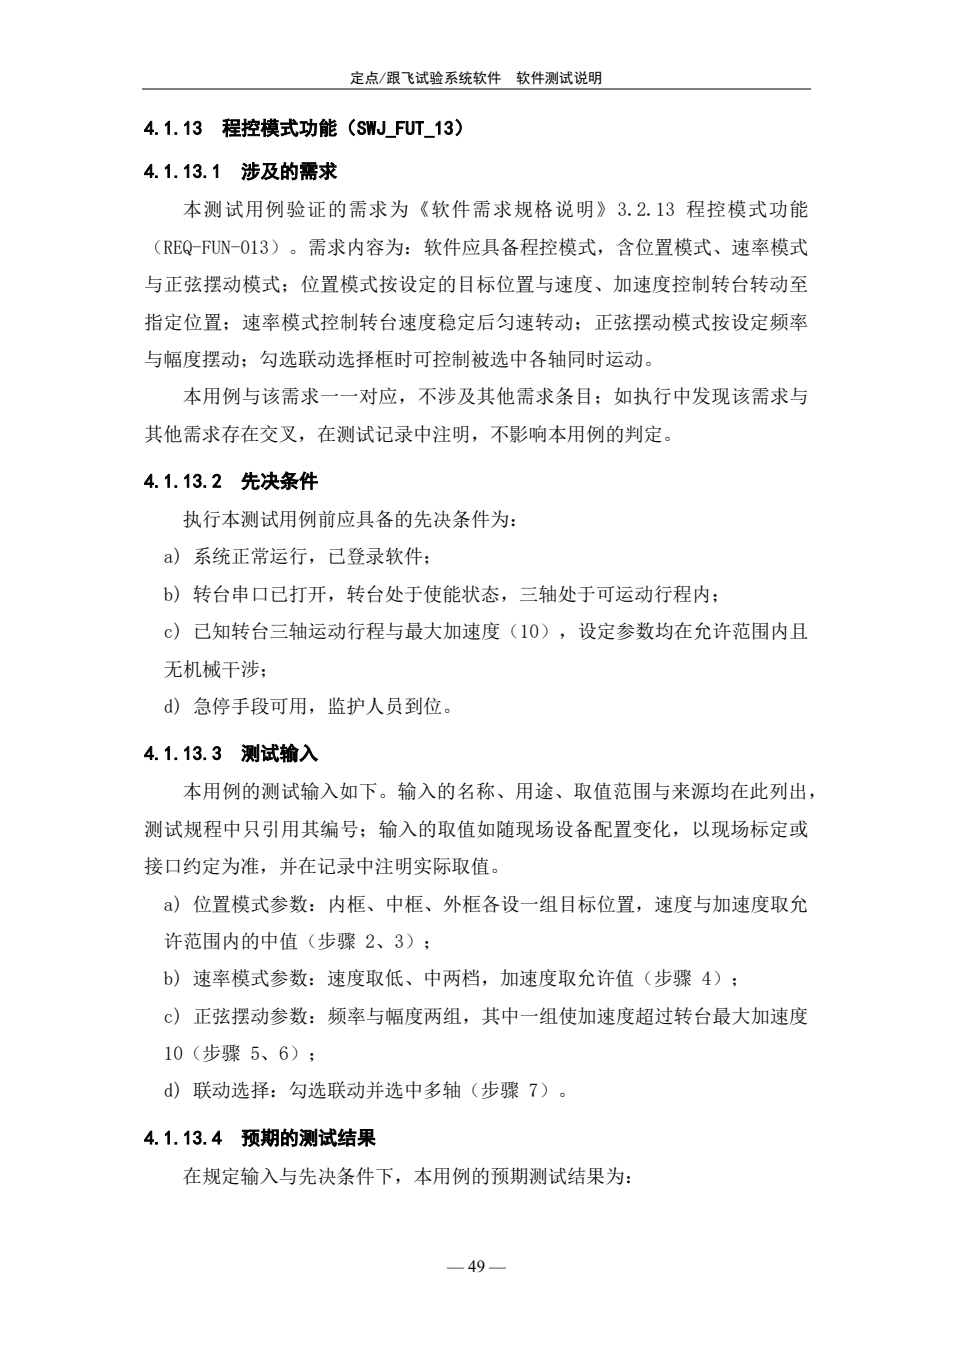 定点/跟飞试验系统软件　软件测试说明
4.1.13　程控模式功能（SWJ_FUT_13）
4.1.13.1　涉及的需求
本测试用例验证的需求为《软件需求规格说明》3.2.13 程控模式功能
（REQ-FUN-013）。需求内容为：软件应具备程控模式，含位置模式、速率模式
与正弦摆动模式；位置模式按设定的目标位置与速度、加速度控制转台转动至
指定位置；速率模式控制转台速度稳定后匀速转动；正弦摆动模式按设定频率
与幅度摆动；勾选联动选择框时可控制被选中各轴同时运动。
本用例与该需求一一对应，不涉及其他需求条目；如执行中发现该需求与
其他需求存在交叉，在测试记录中注明，不影响本用例的判定。
4.1.13.2　先决条件
执行本测试用例前应具备的先决条件为：
a) 系统正常运行，已登录软件；
b) 转台串口已打开，转台处于使能状态，三轴处于可运动行程内；
c) 已知转台三轴运动行程与最大加速度（10），设定参数均在允许范围内且
无机械干涉；
d) 急停手段可用，监护人员到位。
4.1.13.3　测试输入
本用例的测试输入如下。输入的名称、用途、取值范围与来源均在此列出，
测试规程中只引用其编号；输入的取值如随现场设备配置变化，以现场标定或
接口约定为准，并在记录中注明实际取值。
a) 位置模式参数：内框、中框、外框各设一组目标位置，速度与加速度取允
许范围内的中值（步骤 2、3）；
b) 速率模式参数：速度取低、中两档，加速度取允许值（步骤 4）；
c) 正弦摆动参数：频率与幅度两组，其中一组使加速度超过转台最大加速度
10（步骤 5、6）；
d) 联动选择：勾选联动并选中多轴（步骤 7）。
4.1.13.4　预期的测试结果
在规定输入与先决条件下，本用例的预期测试结果为：
— 49 —